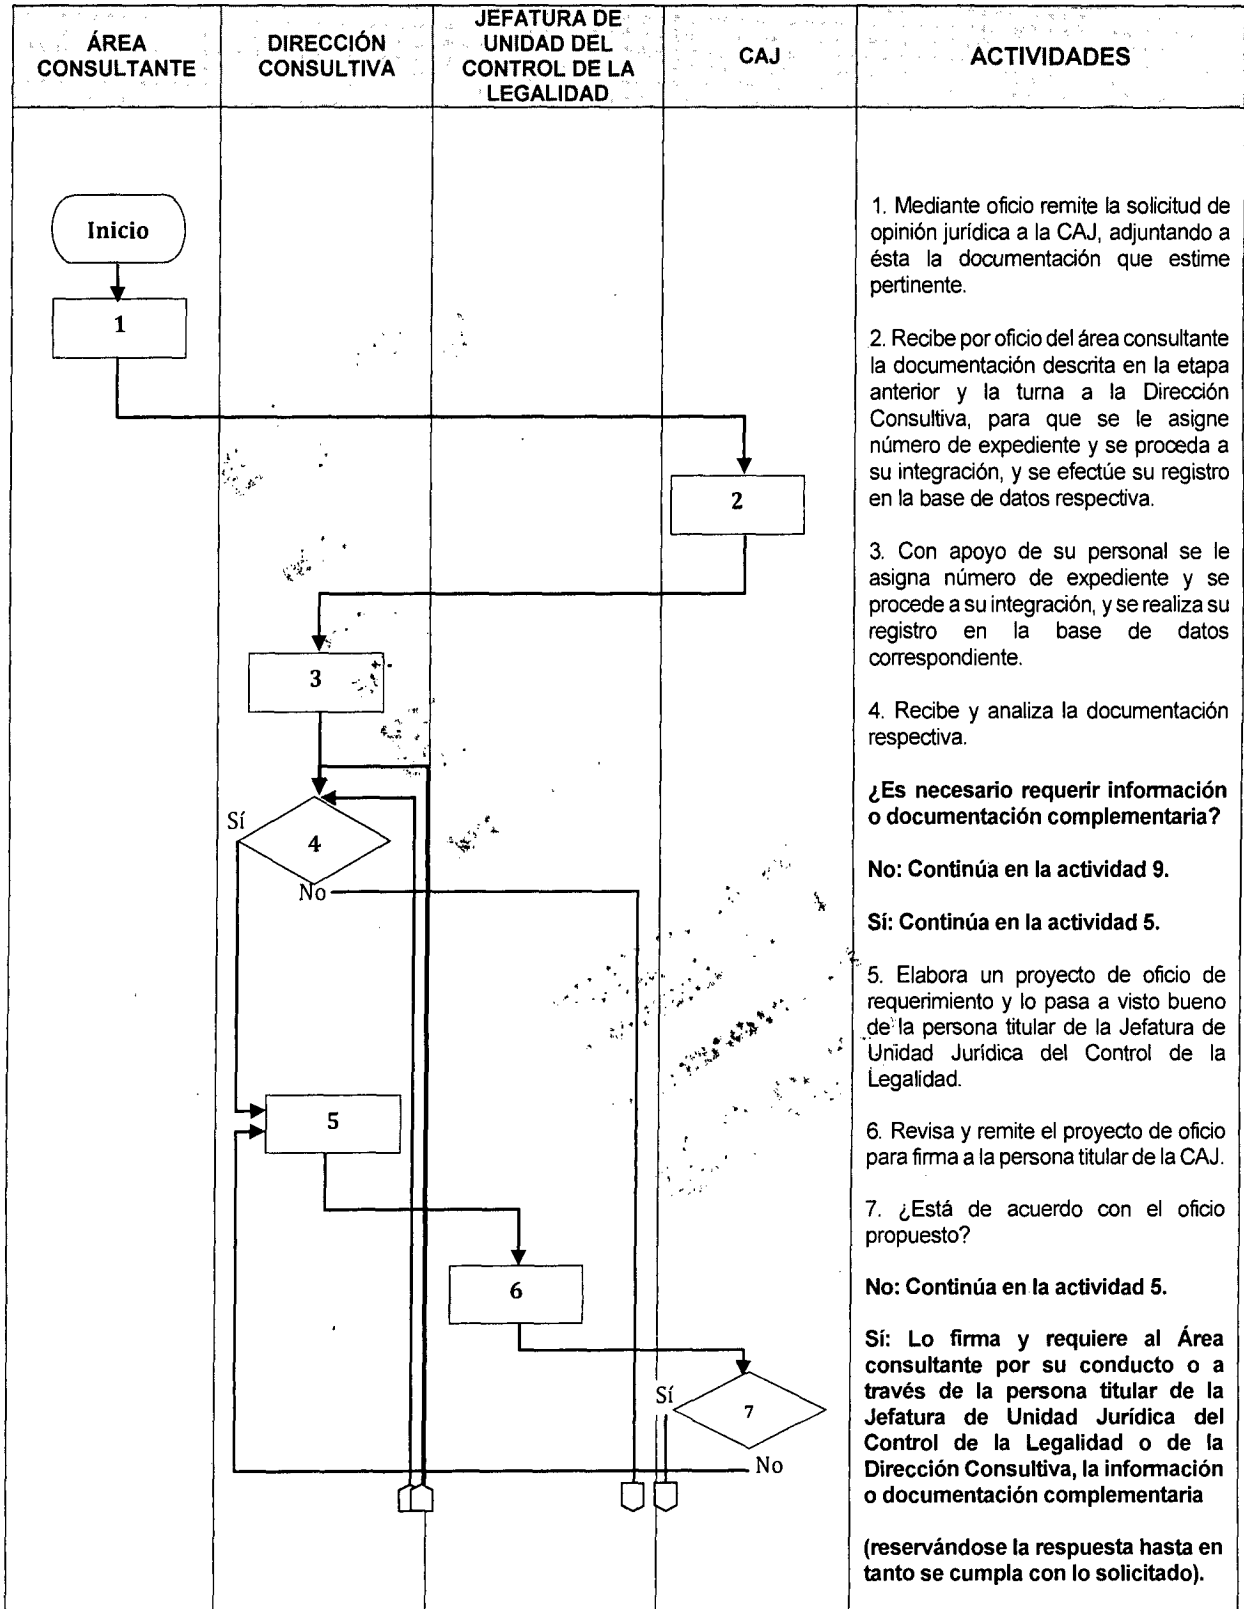 ÁREA
CONSULTANTE
DIRECCIÓN
CONSULTIVA
JEFATURA DE
UNIDAD DEL
CONTROL DE LA
LEGALIDAD
CAJ
ACTIVIDADES
Inicio
1
2
3
Sí
4
No
5
6
Sí
7
No
1. Mediante oficio remite la solicitud de
opinión jurídica a la CAJ, adjuntando a
ésta la documentación que estime
pertinente.
2. Recibe por oficio del área consultante
la documentación descrita en la etapa
anterior y la turna a la Dirección
Consultiva, para que se le asigne
número de expediente y se proceda a
su integración, y se efectúe su registro
en la base de datos respectiva.
3. Con apoyo de su personal se le
asigna número de expediente y se
procede a su integración, y se realiza su
registro en la base de datos
correspondiente.
4. Recibe y analiza la documentación
respectiva.
¿Es necesario requerir información
o documentación complementaria?
No: Continúa en la actividad 9.
Sí: Continúa en la actividad 5.
5. Elabora un proyecto de oficio de
requerimiento y lo pasa a visto bueno
de la persona titular de la Jefatura de
Unidad Jurídica del Control de la
Legalidad.
6. Revisa y remite el proyecto de oficio
para firma a la persona titular de la CAJ.
7. ¿Está de acuerdo con el oficio
propuesto?
No: Continúa en la actividad 5.
Sí: Lo firma y requiere al Área
consultante por su conducto o a
través de la persona titular de la
Jefatura de Unidad Jurídica del
Control de la Legalidad o de la
Dirección Consultiva, la información
o documentación complementaria
(reservándose la respuesta hasta en
tanto se cumpla con lo solicitado).